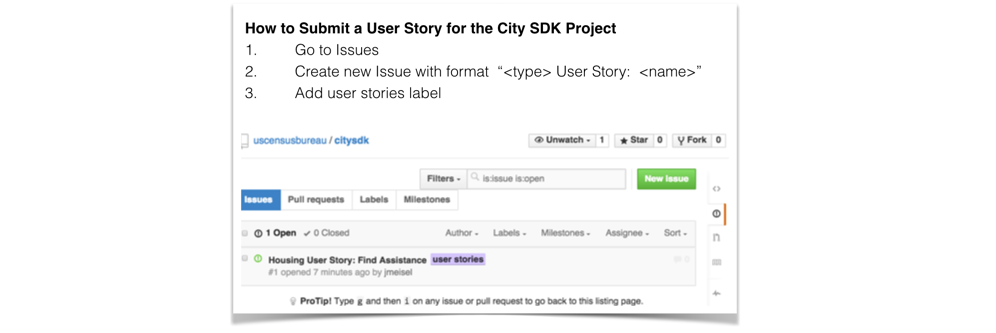 How to Submit a User Story for the City SDK Project
1. Go to Issues
2. Create new Issue with format “<type> User Story: <name>”
3. Add user stories label
uscensusbureau / citysdk
Unwatch 1 Star 0 Fork 0
Filters is:issue is:open New issue
Issues Pull requests Labels Milestones
1 Open 0 Closed Author Labels Milestones Assignee Sort
Housing User Story: Find Assistance user stories 0
#1 opened 7 minutes ago by jmeisel
ProTip! Type g and then i on any issue or pull request to go back to this listing page.